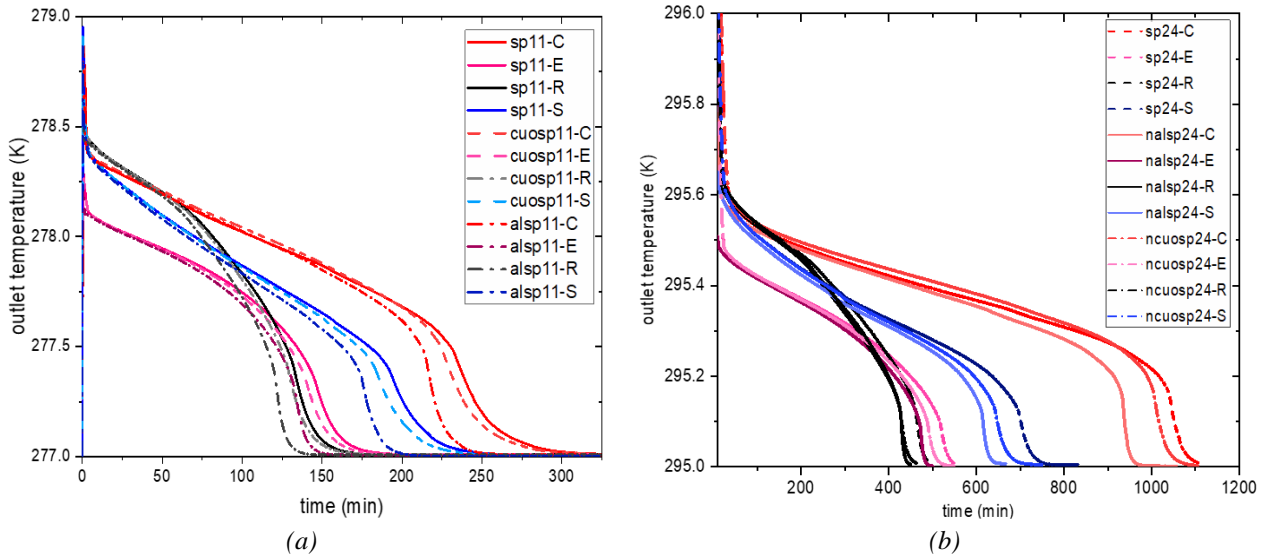 279.0
278.5
278.0
277.5
277.0
outlet temperature (K)
0
50
100
150
200
250
300
time (min)
sp11-C
sp11-E
sp11-R
sp11-S
cuosp11-C
cuosp11-E
cuosp11-R
cuosp11-S
alsp11-C
alsp11-E
alsp11-R
alsp11-S
(a)
296.0
295.8
295.6
295.4
295.2
295.0
outlet temperature (K)
200
400
600
800
1000
1200
time (min)
sp24-C
sp24-E
sp24-R
sp24-S
nalsp24-C
nalsp24-E
nalsp24-R
nalsp24-S
ncuosp24-C
ncuosp24-E
ncuosp24-R
ncuosp24-S
(b)